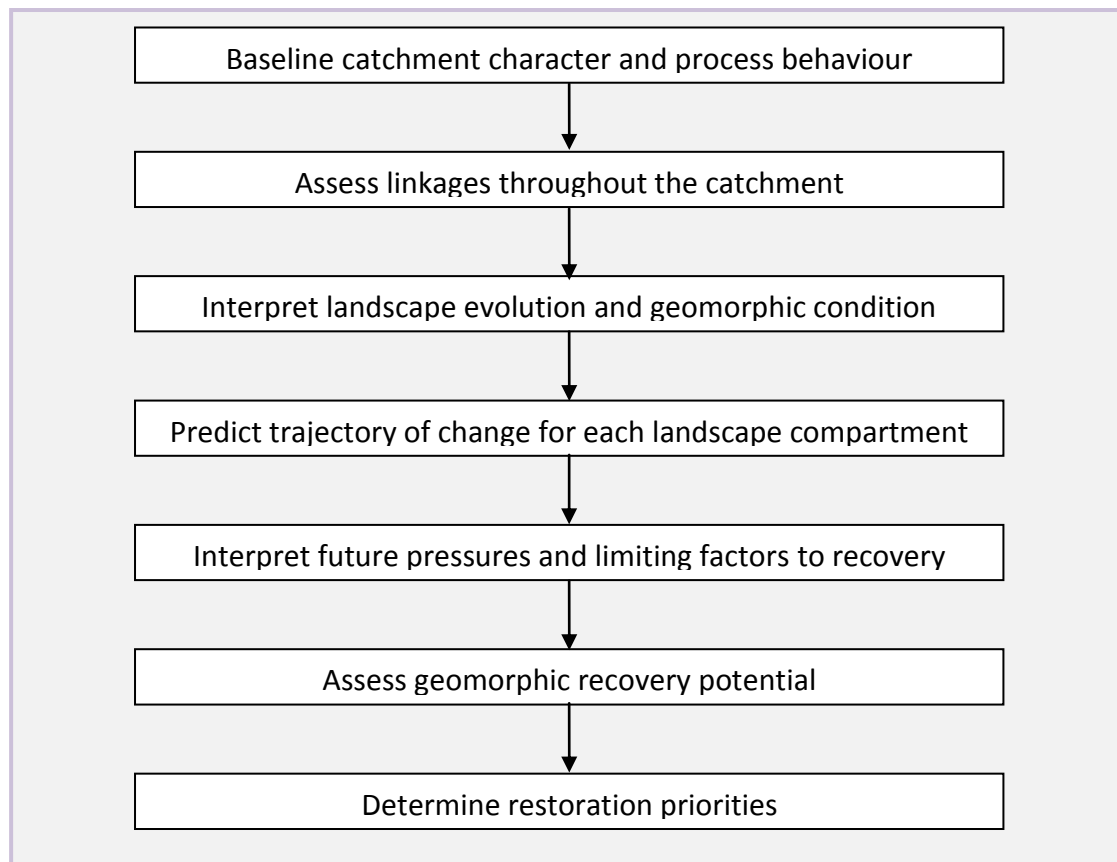 Baseline catchment character and process behaviour
Assess linkages throughout the catchment
Interpret landscape evolution and geomorphic condition
Predict trajectory of change for each landscape compartment
Interpret future pressures and limiting factors to recovery
Assess geomorphic recovery potential
Determine restoration priorities